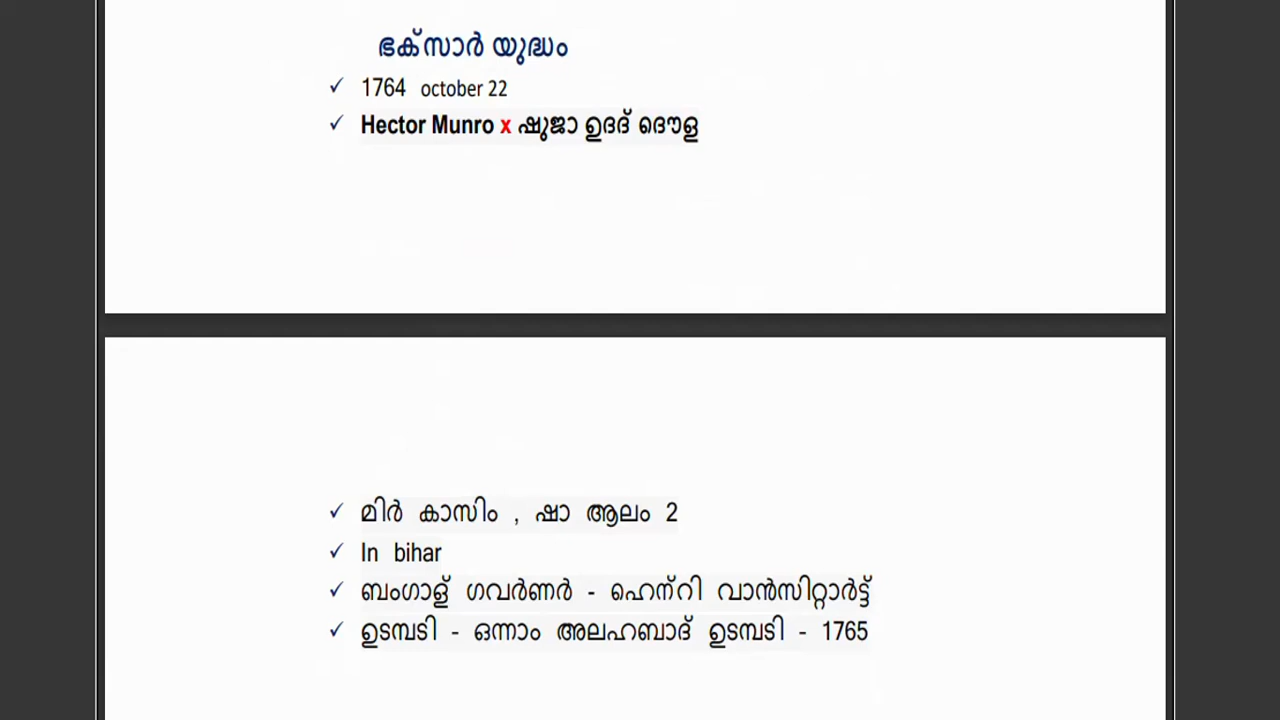 ഭക്സാർ യുദ്ധം
✓ 1764 october 22
✓ Hector Munro x ഷുജാ ഉദദ് ദൌള
✓ മിർ കാസിം , ഷാ ആലം 2
✓ In bihar
✓ ബംഗാള് ഗവർണർ - ഹെന്‌റി വാൻസിറ്റാർട്ട്
✓ ഉടമ്പടി - ഒന്നാം അലഹബാദ് ഉടമ്പടി - 1765